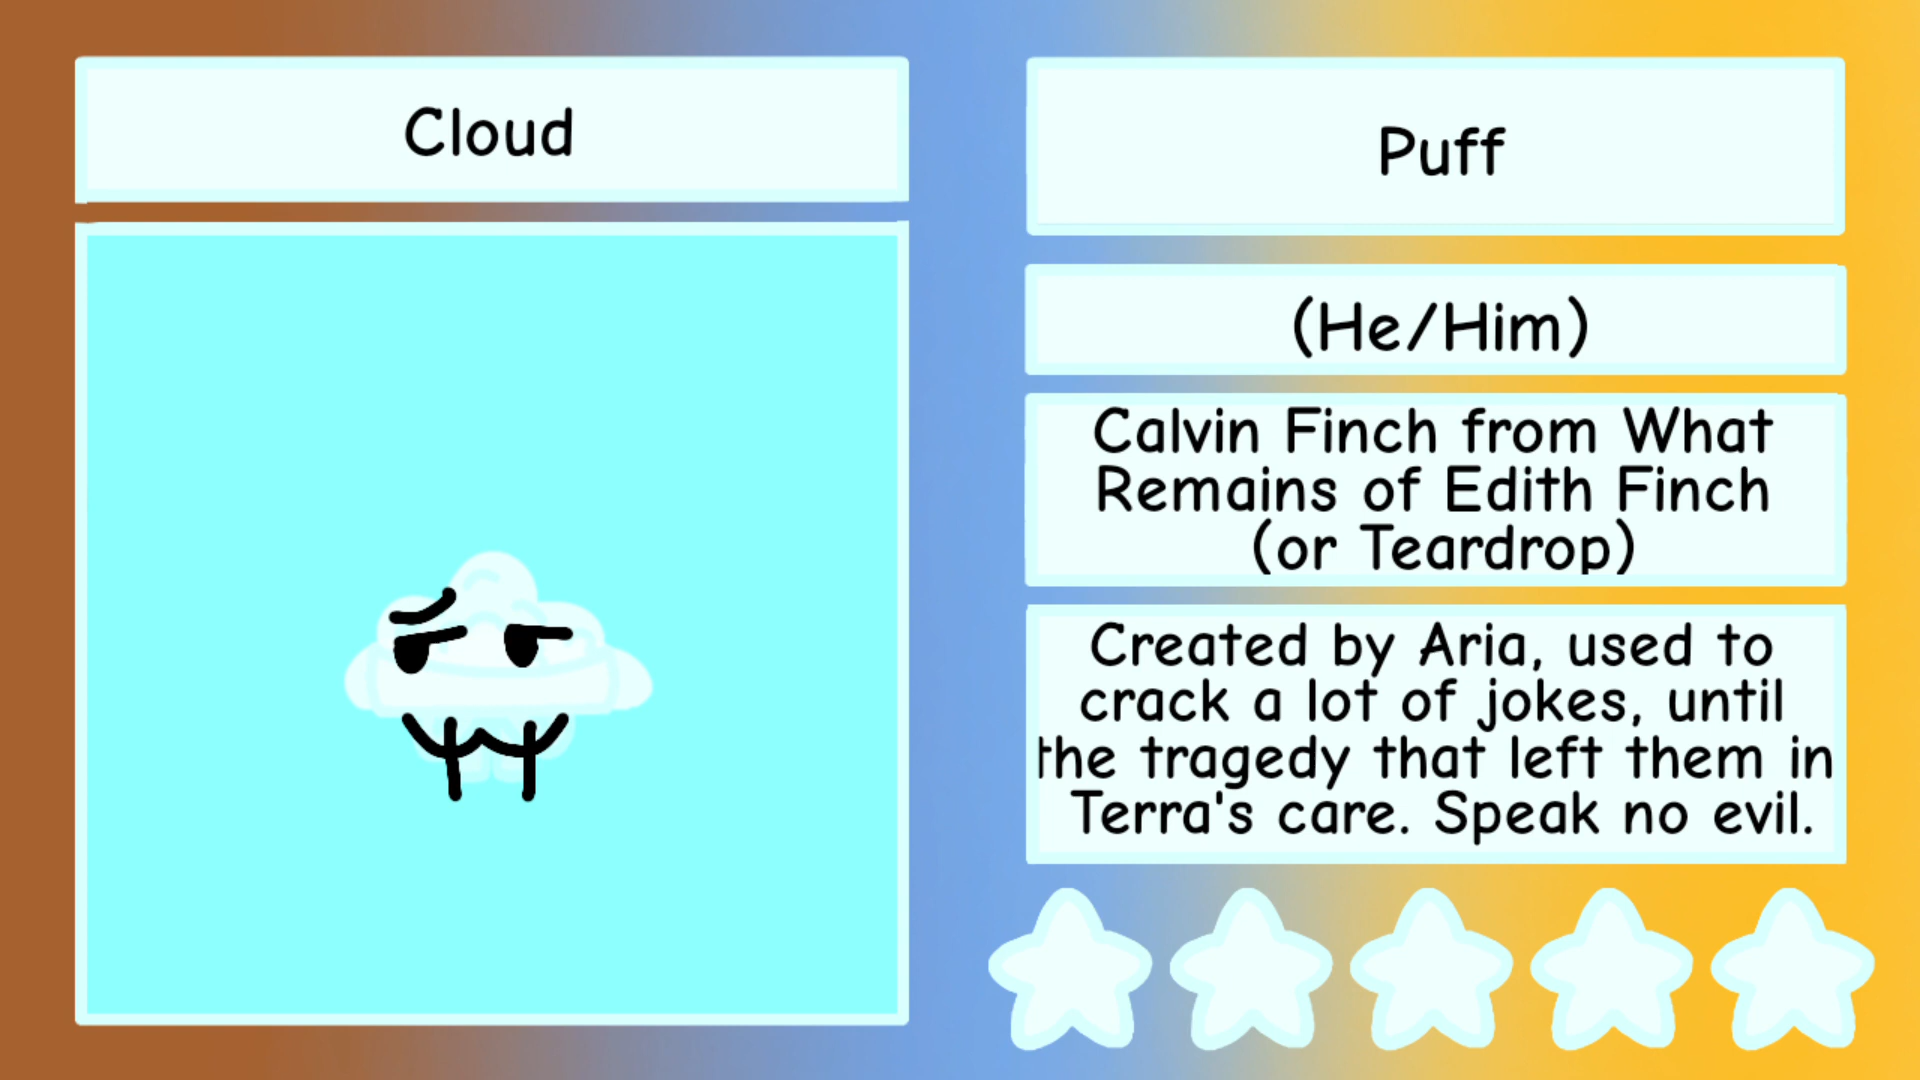 Cloud
Puff
(He/Him)
Calvin Finch from What
Remains of Edith Finch
(or Teardrop)
Created by Aria, used to
crack a lot of jokes, until
the tragedy that left them in
Terra's care. Speak no evil.